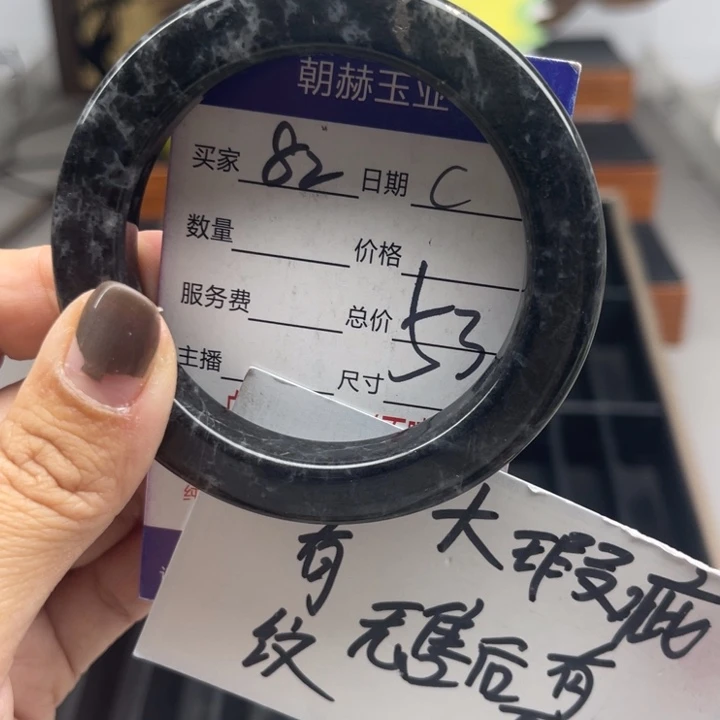 朝赫玉业
买家 82 日期 C
数量 价格
服务费 总价 53
主播 尺寸
有 大瑕疵
纹 无售后 有